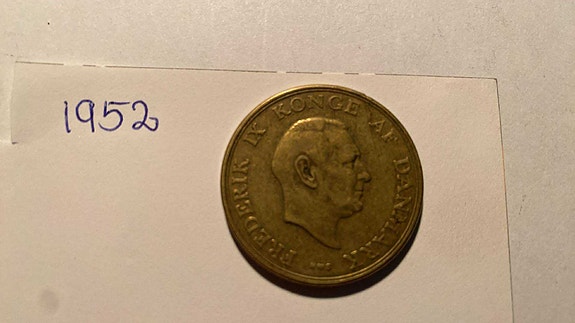 1952
FREDERIK IX KONGE AF DANMARK